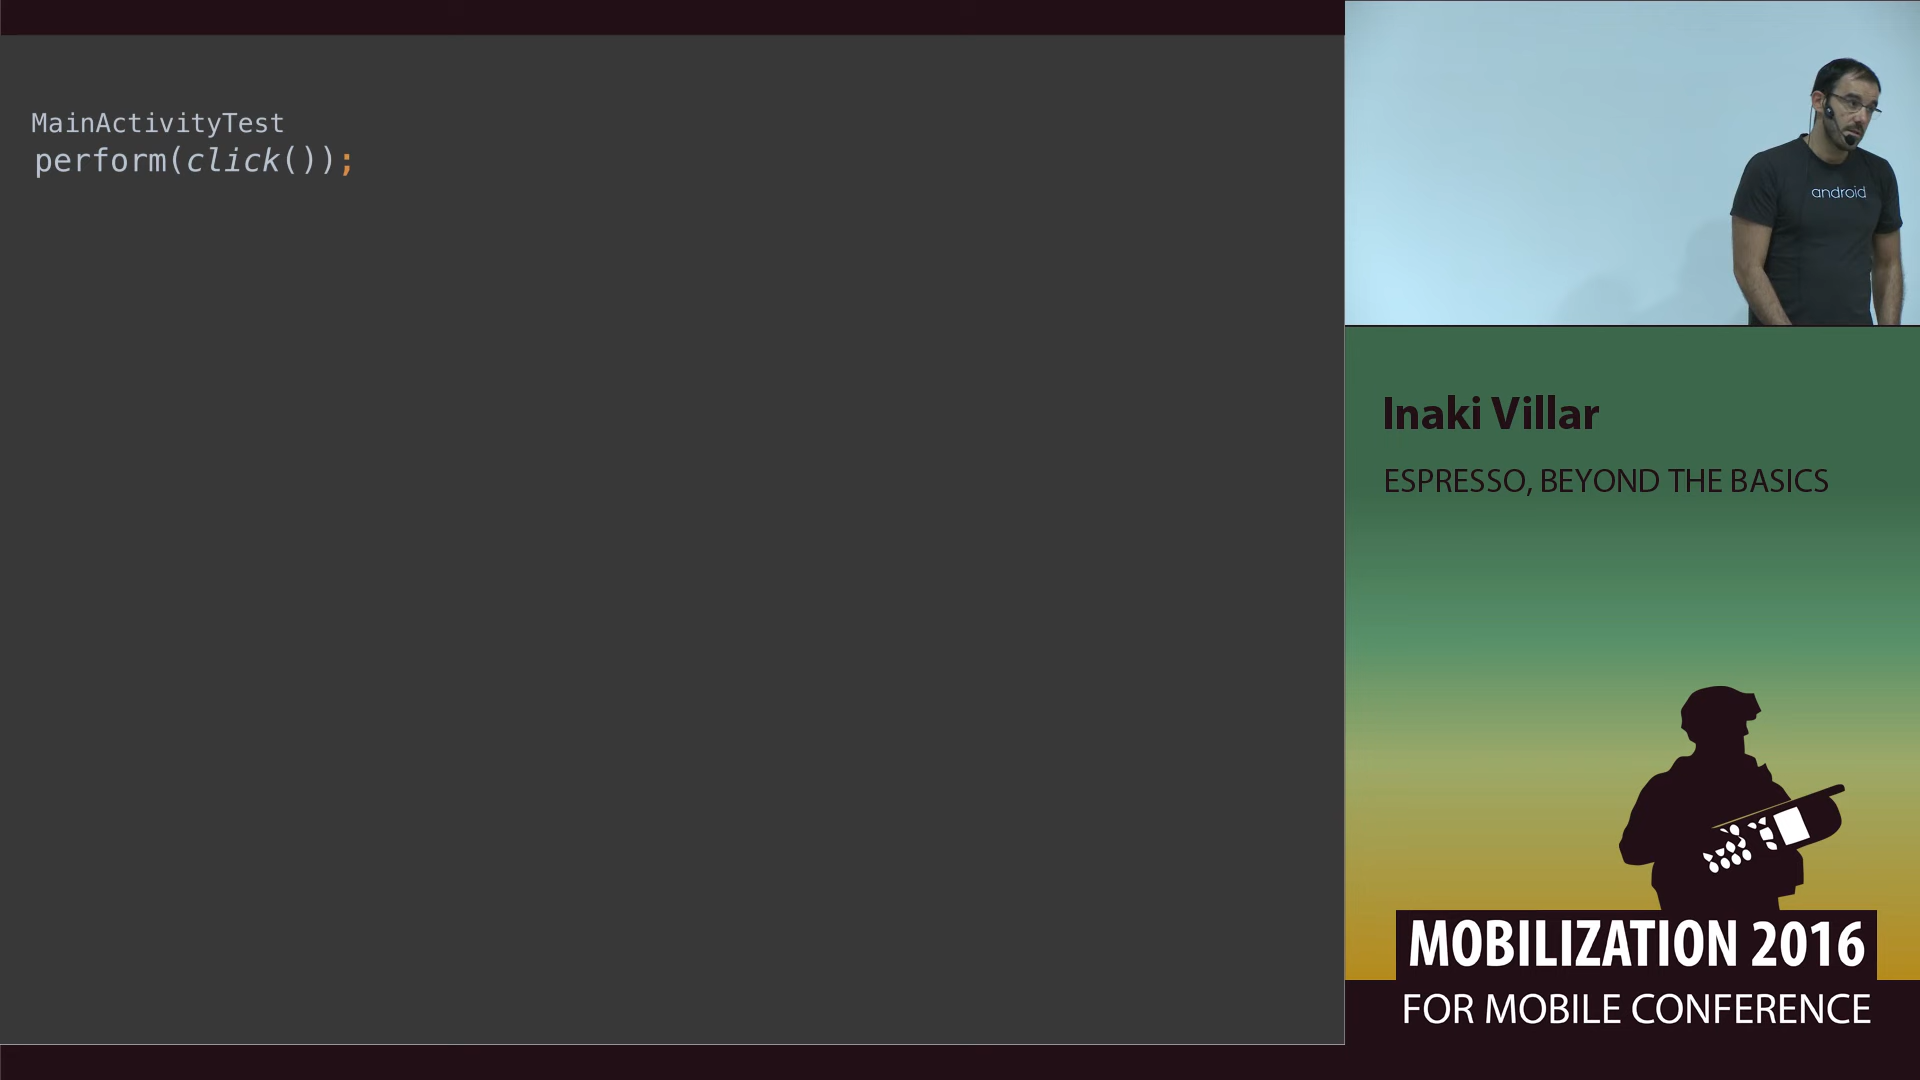 MainActivityTest
perform(click());
android
Inaki Villar
ESPRESSO, BEYOND THE BASICS
MOBILIZATION 2016
FOR MOBILE CONFERENCE